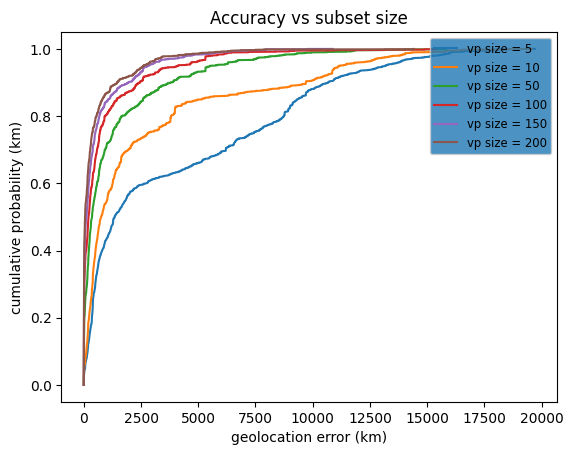 Accuracy vs subset size
1.0
0.8
0.6
0.4
0.2
0.0
cumulative probability (km)
vp size = 5
vp size = 10
vp size = 50
vp size = 100
vp size = 150
vp size = 200
0 2500 5000 7500 10000 12500 15000 17500 20000
geolocation error (km)